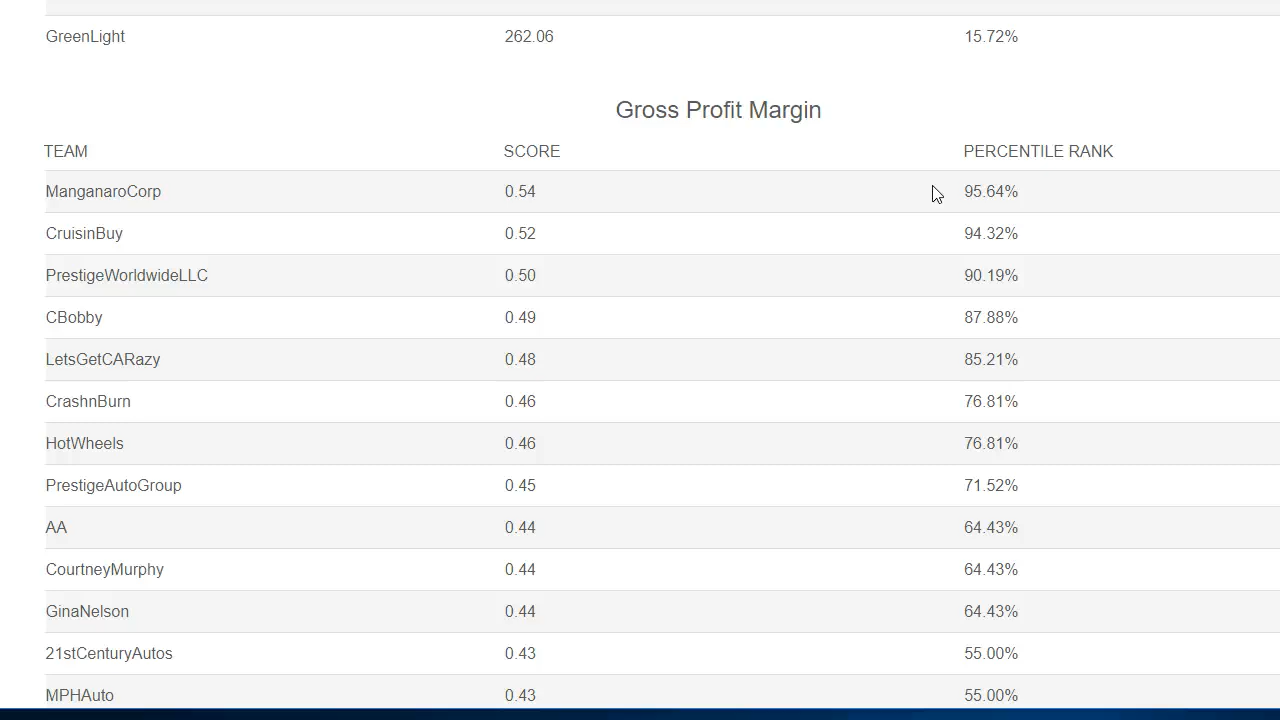 GreenLight 262.06 15.72%
Gross Profit Margin
TEAM SCORE PERCENTILE RANK
ManganaroCorp 0.54 95.64%
CruisinBuy 0.52 94.32%
PrestigeWorldwideLLC 0.50 90.19%
CBobby 0.49 87.88%
LetsGetCARazy 0.48 85.21%
CrashnBurn 0.46 76.81%
HotWheels 0.46 76.81%
PrestigeAutoGroup 0.45 71.52%
AA 0.44 64.43%
CourtneyMurphy 0.44 64.43%
GinaNelson 0.44 64.43%
21stCenturyAutos 0.43 55.00%
MPHAuto 0.43 55.00%